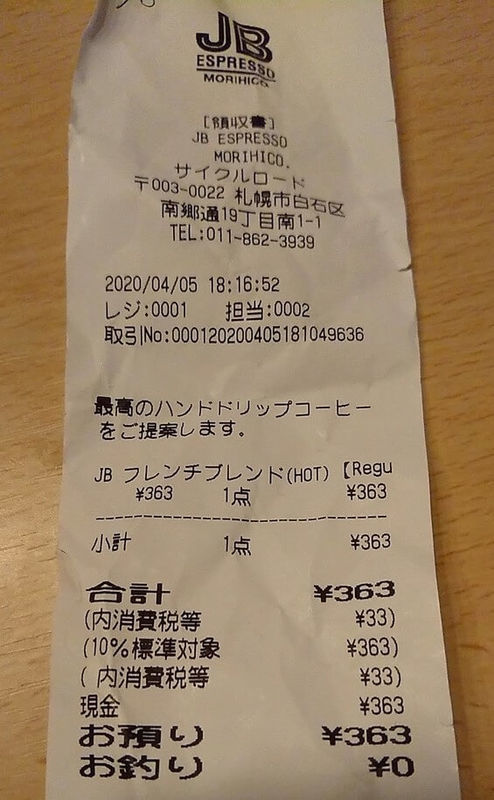 JB
ESPRESSO
MORIHICO.
[領収書]
JB ESPRESSO
MORIHICO.
サイクルロード
〒003-0022 札幌市白石区
南郷通19丁目南1-1
TEL:011-862-3939
2020/04/05 18:16:52
レジ:0001 担当:0002
取引No:000120200405181049636
最高のハンドドリップコーヒー
をご提案します。
JB フレンチブレンド(HOT) 【Regu
¥363 1点 ¥363
小計 1点 ¥363
合計 ¥363
(内消費税等 ¥33)
(10%標準対象 ¥363)
( 内消費税等 ¥33)
現金 ¥363
お預り ¥363
お釣り ¥0